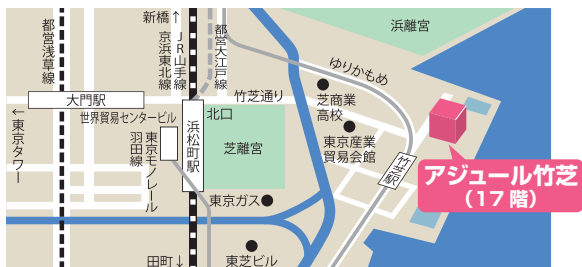 新橋↑
都営浅草線
京浜東北線
JR山手線
都営大江戸線
浜離宮
ゆりかもめ
大門駅
竹芝通り
芝商業
高校
世界貿易センタービル
北口
浜松町駅
←東京タワー
東京モノレール
羽田線
芝離宮
東京産業
貿易会館
竹芝駅
アジュール竹芝
(17階)
東京ガス
田町↓
東芝ビル